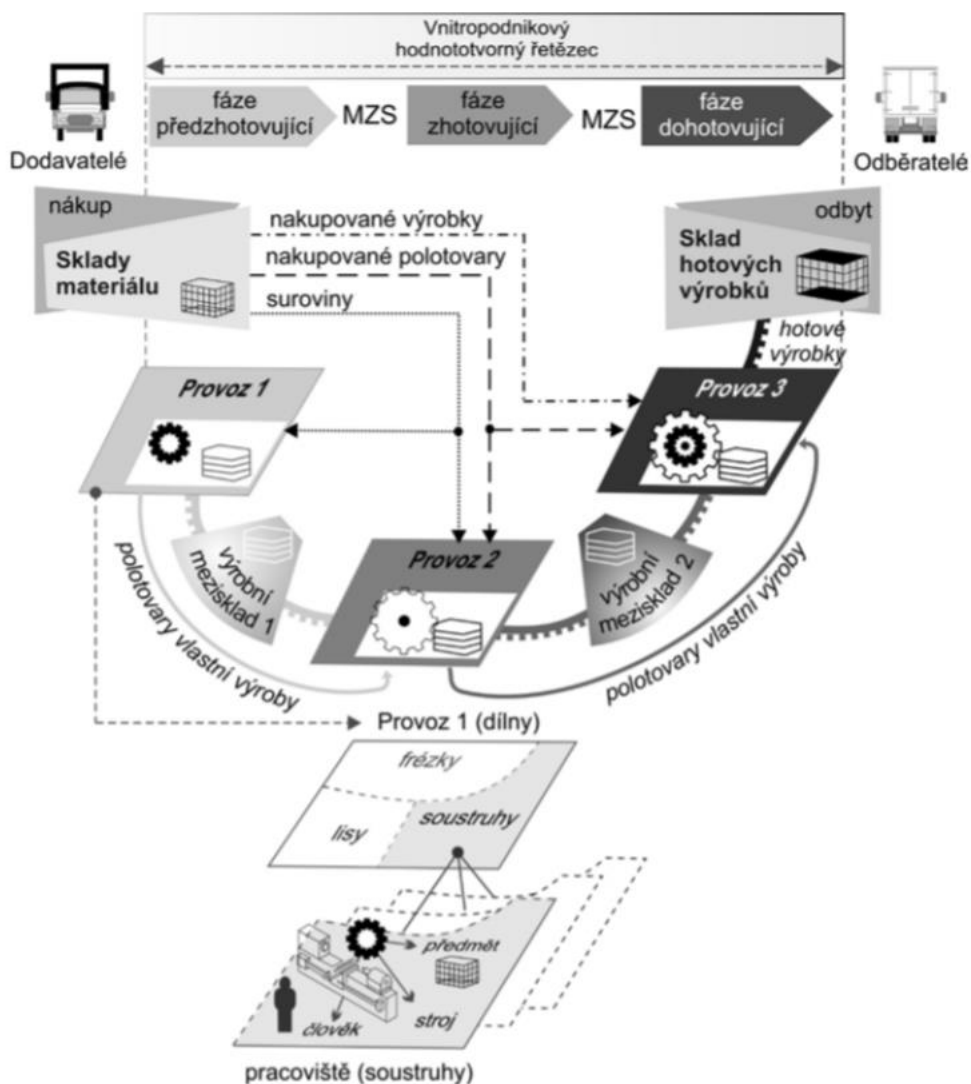 Vnitropodnikový
hodnototvorný řetězec
fáze
předzhotovující
MZS
fáze
zhotovující
MZS
fáze
dohotovující
Dodavatelé
Odběratelé
nákup
Sklady
materiálu
nakupované výrobky
nakupované polotovary
suroviny
odbyt
Sklad
hotových
výrobků
hotové
výrobky
Provoz 1
Provoz 3
Provoz 2
výrobní
mezisklad 1
výrobní
mezisklad 2
polotovary vlastní výroby
polotovary vlastní výroby
Provoz 1 (dílny)
frézky
lisy
soustruhy
předmět
stroj
člověk
pracoviště (soustruhy)